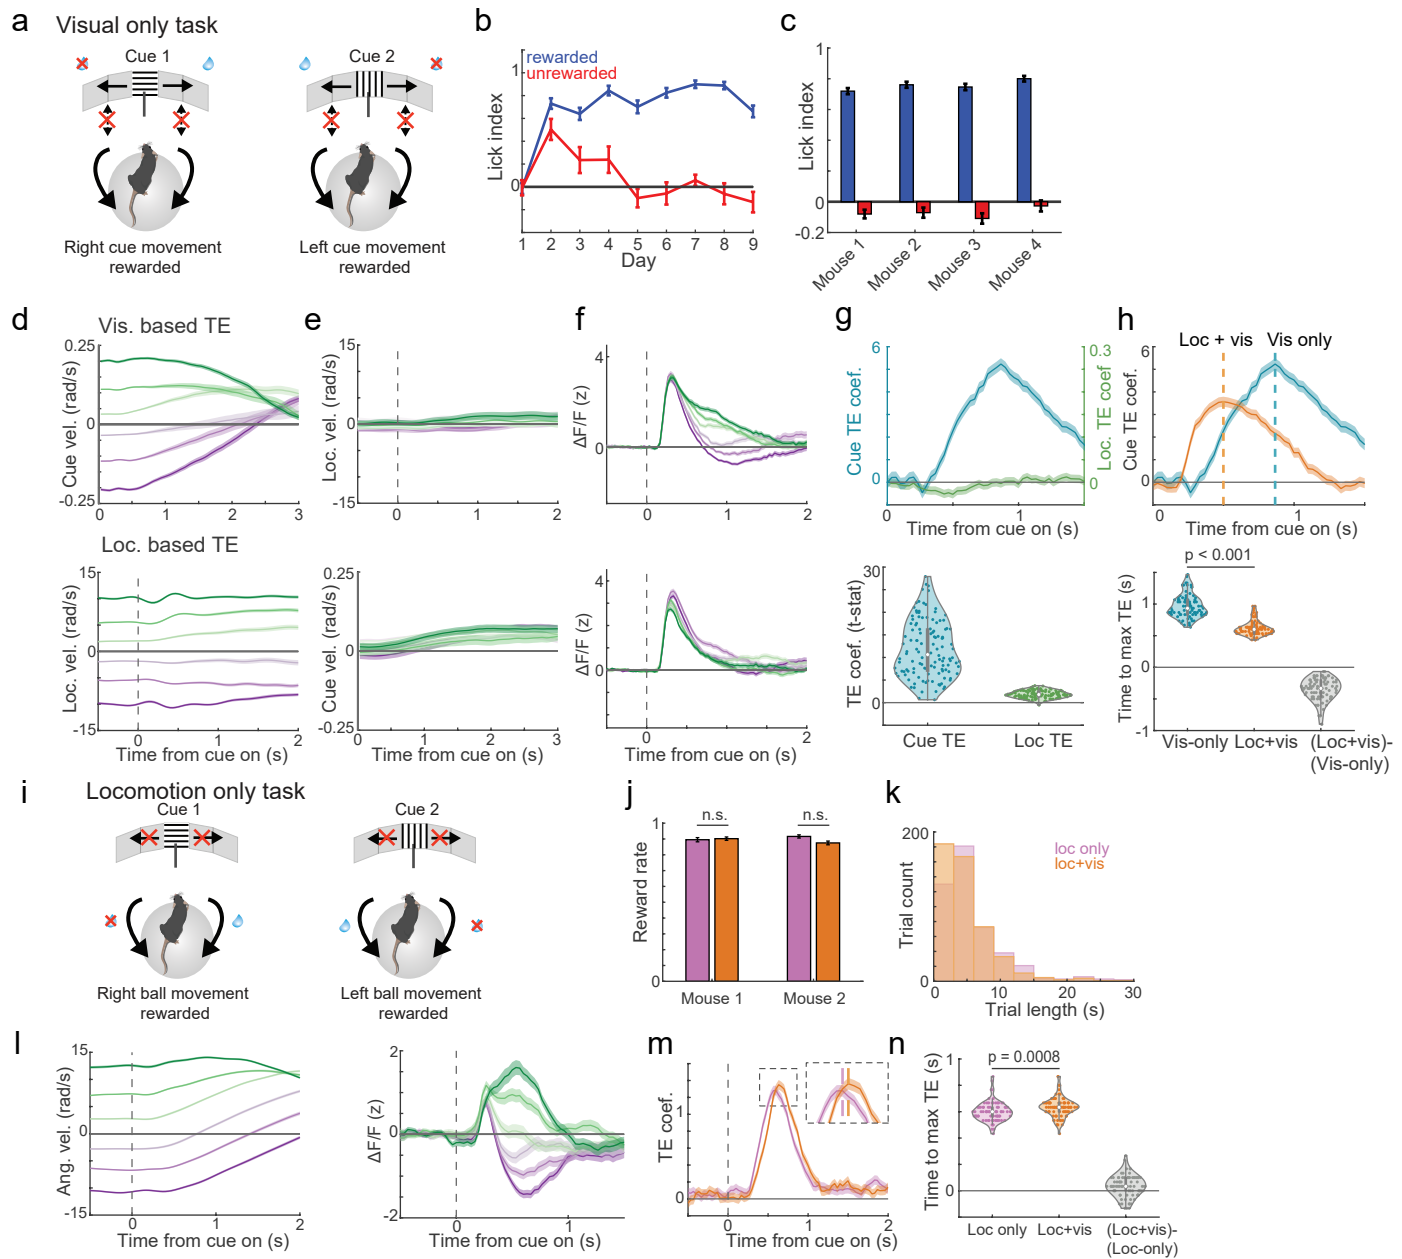 a
Visual only task
Cue 1
Cue 2
Right cue movement
rewarded
Left cue movement
rewarded
b
rewarded
unrewarded
1
0
Lick index
1 2 3 4 5 6 7 8 9
Day
c
1
0
-0.2
Lick index
Mouse 1
Mouse 2
Mouse 3
Mouse 4
d
Vis. based TE
0.25
0
-0.25
Cue vel. (rad/s)
0 1 2 3
Loc. based TE
15
0
-15
Loc. vel. (rad/s)
0 2
Time from cue on (s)
e
15
0
-15
Loc. vel. (rad/s)
0 2
0.25
0
-0.25
Cue vel. (rad/s)
0 1 2 3
Time from cue on (s)
f
4
0
ΔF/F (z)
0 1 2
4
0
ΔF/F (z)
0 1 2
Time from cue on (s)
g
6
0
Cue TE coef.
0.3
0
Loc. TE coef
0 1
Time from cue on (s)
30
0
TE coef. (t-stat)
Cue TE
Loc TE
h
Loc + vis
Vis only
6
0
Cue TE coef.
0 1
Time from cue on (s)
p < 0.001
1
0
-1
Time to max TE (s)
Vis-only
Loc+vis
(Loc+vis)-
(Vis-only)
i
Locomotion only task
Cue 1
Cue 2
Right ball movement
rewarded
Left ball movement
rewarded
j
n.s.
n.s.
1
0
Reward rate
Mouse 1
Mouse 2
k
200
0
Trial count
loc only
loc+vis
0 10 20 30
Trial length (s)
l
15
0
-15
Ang. vel. (rad/s)
0 2
Time from cue on (s)
2
0
-2
ΔF/F (z)
0 1
Time from cue on (s)
m
1
0
TE coef.
0 1 2
Time from cue on (s)
n
p = 0.0008
1
0
Time to max TE (s)
Loc only
Loc+vis
(Loc+vis)-
(Loc-only)